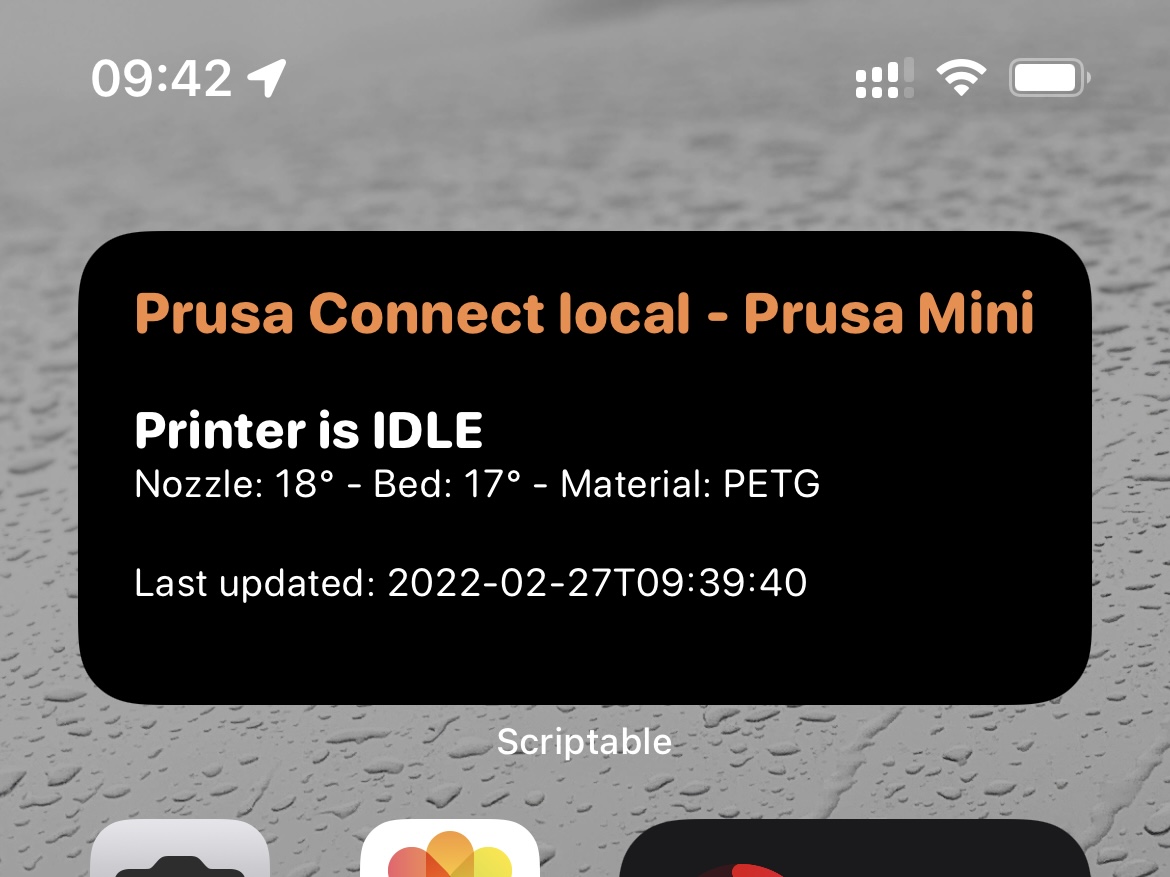 09:42
Prusa Connect local - Prusa Mini
Printer is IDLE
Nozzle: 18° - Bed: 17° - Material: PETG
Last updated: 2022-02-27T09:39:40
Scriptable